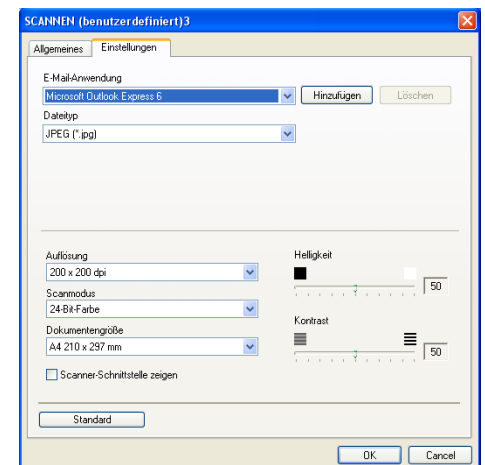 SCANNEN (benutzerdefiniert)3
Allgemeines Einstellungen
E-Mail-Anwendung
Microsoft Outlook Express 6 Hinzufügen Löschen
Dateityp
JPEG (*.jpg)
Auflösung Helligkeit
200 x 200 dpi
50
Scanmodus
24-Bit-Farbe
Kontrast
Dokumentengröße
A4 210 x 297 mm
50
Scanner-Schnittstelle zeigen
Standard
OK Cancel